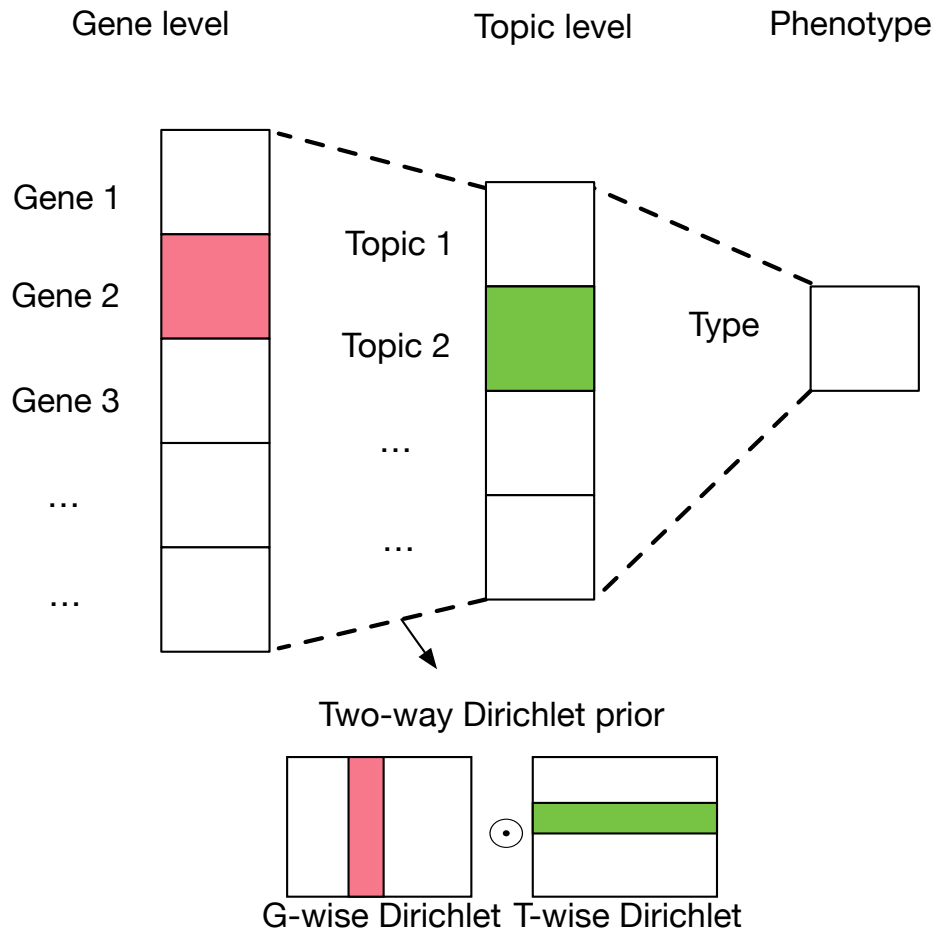 Gene level
Topic level
Phenotype
Gene 1
Gene 2
Gene 3
...
...
Topic 1
Topic 2
...
...
Type
Two-way Dirichlet prior
G-wise Dirichlet
T-wise Dirichlet